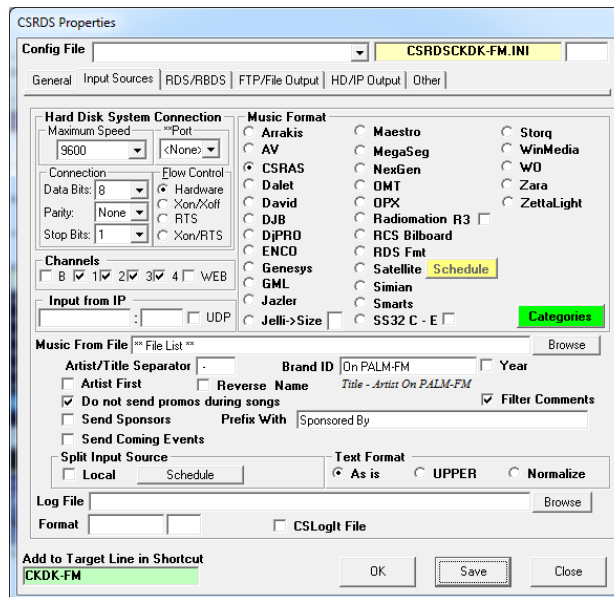 CSRDS Properties
Config File CSRDSCKDK-FM.INI
General Input Sources RDS/RBDS FTP/File Output HD/IP Output Other
Hard Disk System Connection
Maximum Speed **Port
9600 <None>
Connection Flow Control
Data Bits: 8 Hardware
Parity: None Xon/Xoff
RTS
Stop Bits: 1 Xon/RTS
Channels
B 1 2 3 4 WEB
Input from IP
: UDP
Music Format
Arrakis Maestro Storq
AV MegaSeg WinMedia
CSRAS NexGen WO
Dalet OMT Zara
David OPX ZettaLight
DJB Radiomation R3
DjPRO RCS Bilboard
ENCO RDS Fmt
Genesys Satellite Schedule
GML Simian
Jazler Smarts
Jelli->Size SS32 C - E Categories
Music From File ** File List ** Browse
Artist/Title Separator - Brand ID On PALM-FM Year
Artist First Reverse Name Title - Artist On PALM-FM
Do not send promos during songs Filter Comments
Send Sponsors Prefix With Sponsored By
Send Coming Events
Split Input Source Text Format
Local Schedule As is UPPER Normalize
Log File Browse
Format CSLogIt File
Add to Target Line in Shortcut
CKDK-FM OK Save Close